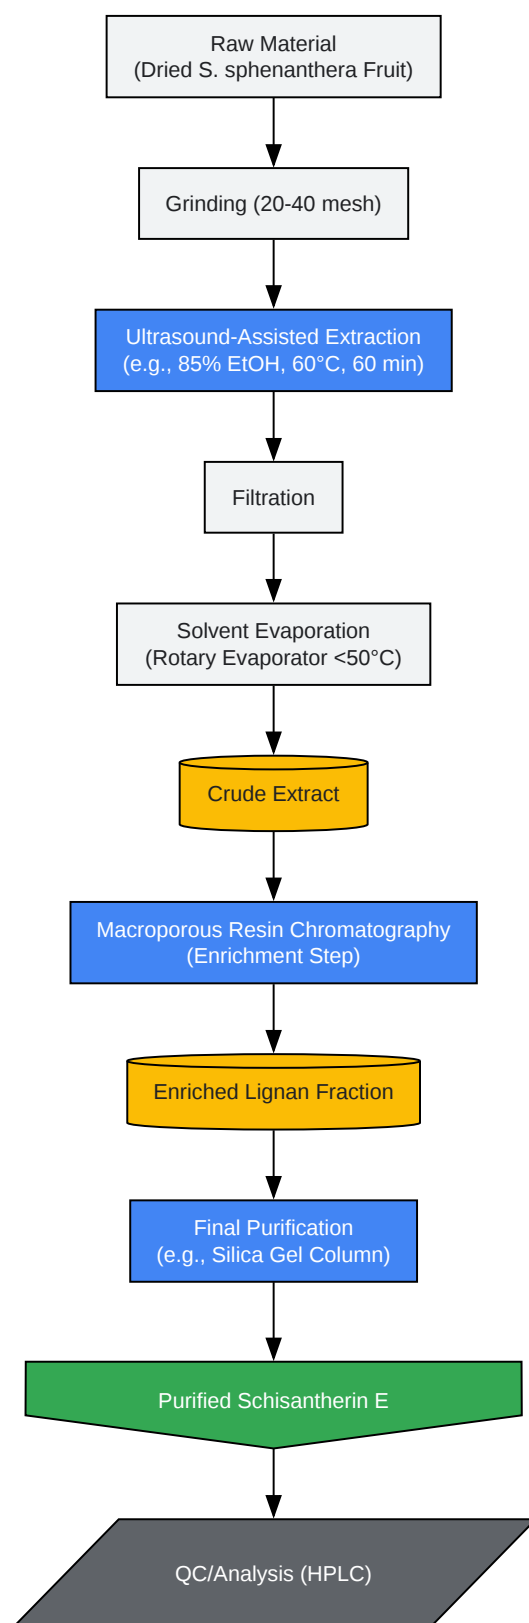 Raw Material
(Dried S. sphenanthera Fruit)
Grinding (20-40 mesh)
Ultrasound-Assisted Extraction
(e.g., 85% EtOH, 60°C, 60 min)
Filtration
Solvent Evaporation
(Rotary Evaporator <50°C)
Crude Extract
Macroporous Resin Chromatography
(Enrichment Step)
Enriched Lignan Fraction
Final Purification
(e.g., Silica Gel Column)
Purified Schisantherin E
QC/Analysis (HPLC)